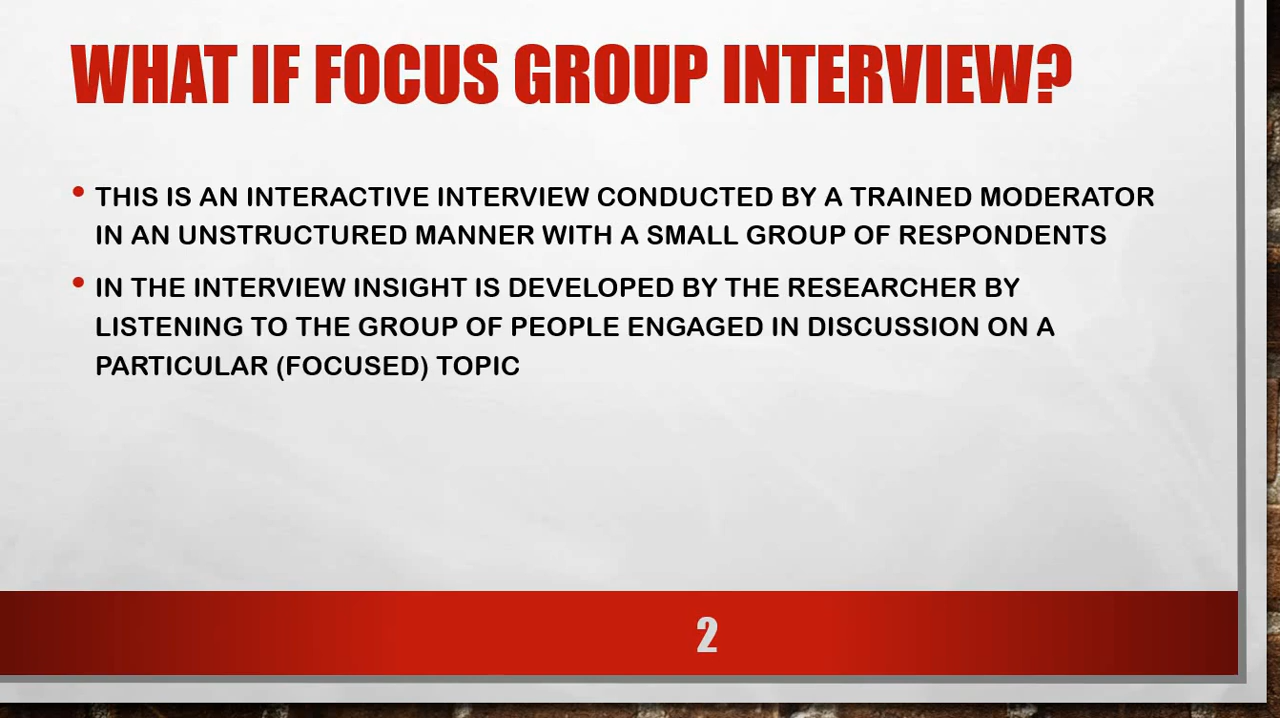 WHAT IF FOCUS GROUP INTERVIEW?
• THIS IS AN INTERACTIVE INTERVIEW CONDUCTED BY A TRAINED MODERATOR
IN AN UNSTRUCTURED MANNER WITH A SMALL GROUP OF RESPONDENTS
• IN THE INTERVIEW INSIGHT IS DEVELOPED BY THE RESEARCHER BY
LISTENING TO THE GROUP OF PEOPLE ENGAGED IN DISCUSSION ON A
PARTICULAR (FOCUSED) TOPIC
2